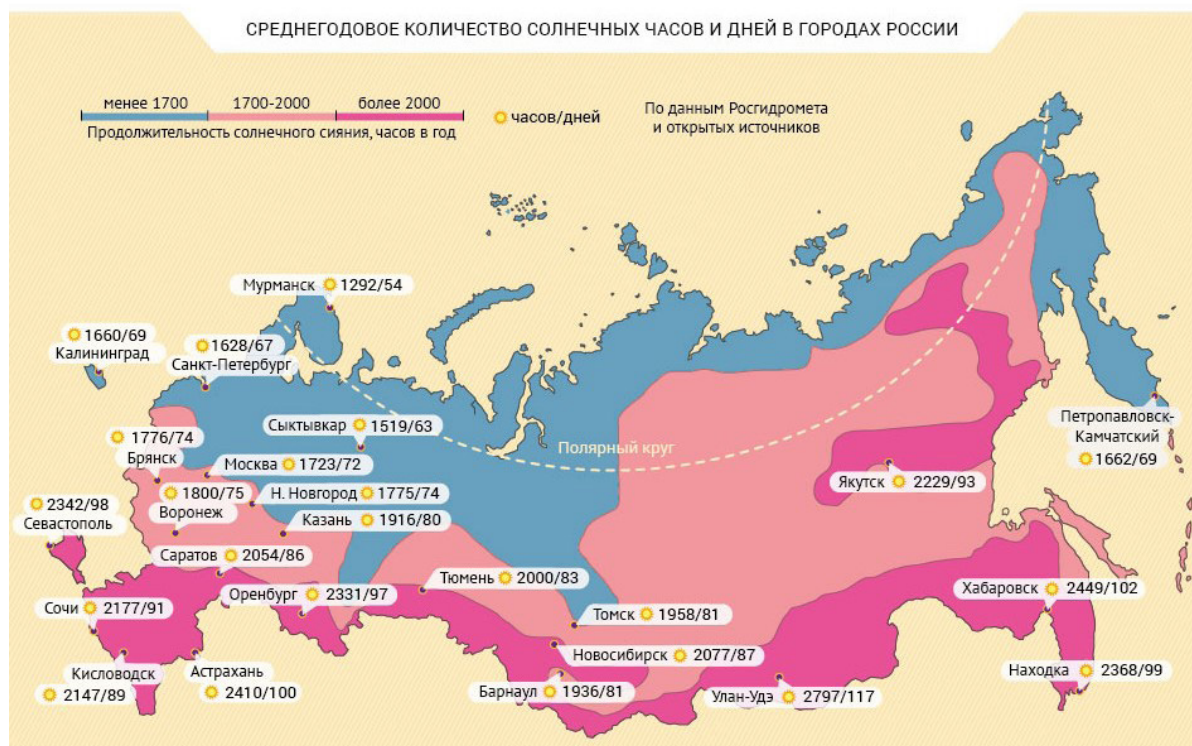 СРЕДНЕГОДОВОЕ КОЛИЧЕСТВО СОЛНЕЧНЫХ ЧАСОВ И ДНЕЙ В ГОРОДАХ РОССИИ
менее 1700 1700-2000 более 2000
Продолжительность солнечного сияния, часов в год
часов/дней
По данным Росгидромета
и открытых источников
Мурманск 1292/54
1660/69
Калининград
1628/67
Санкт-Петербург
Сыктывкар 1519/63
Полярный круг
Петропавловск-
Камчатский
1662/69
1776/74
Брянск
Москва 1723/72
1800/75
Воронеж
Н. Новгород 1775/74
Якутск 2229/93
2342/98
Севастополь
Казань 1916/80
Саратов 2054/86
Тюмень 2000/83
Оренбург 2331/97
Хабаровск 2449/102
Сочи 2177/91
Томск 1958/81
Новосибирск 2077/87
Кисловодск
2147/89
Астрахань
2410/100
Барнаул 1936/81
Улан-Удэ 2797/117
Находка 2368/99